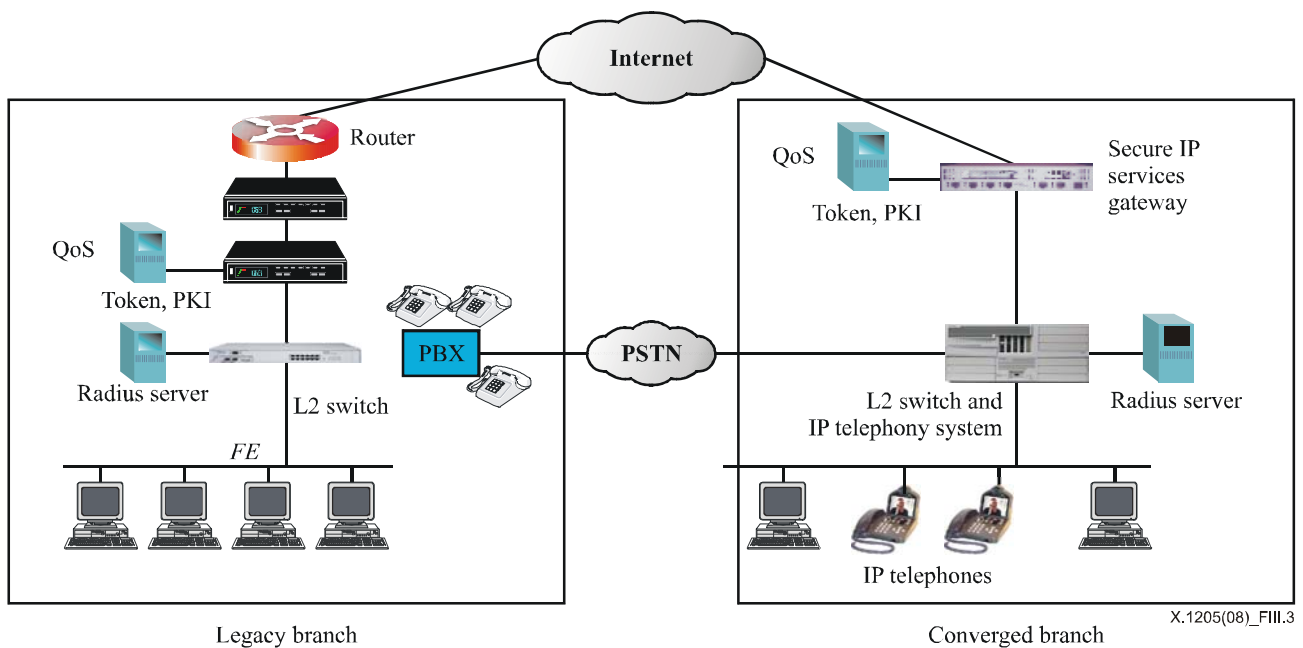 Internet
Router
QoS
Token, PKI
Radius server
L2 switch
FE
PBX
PSTN
QoS
Token, PKI
Secure IP
services
gateway
L2 switch and
IP telephony system
Radius server
IP telephones
X.1205(08)_FIII.3
Legacy branch
Converged branch